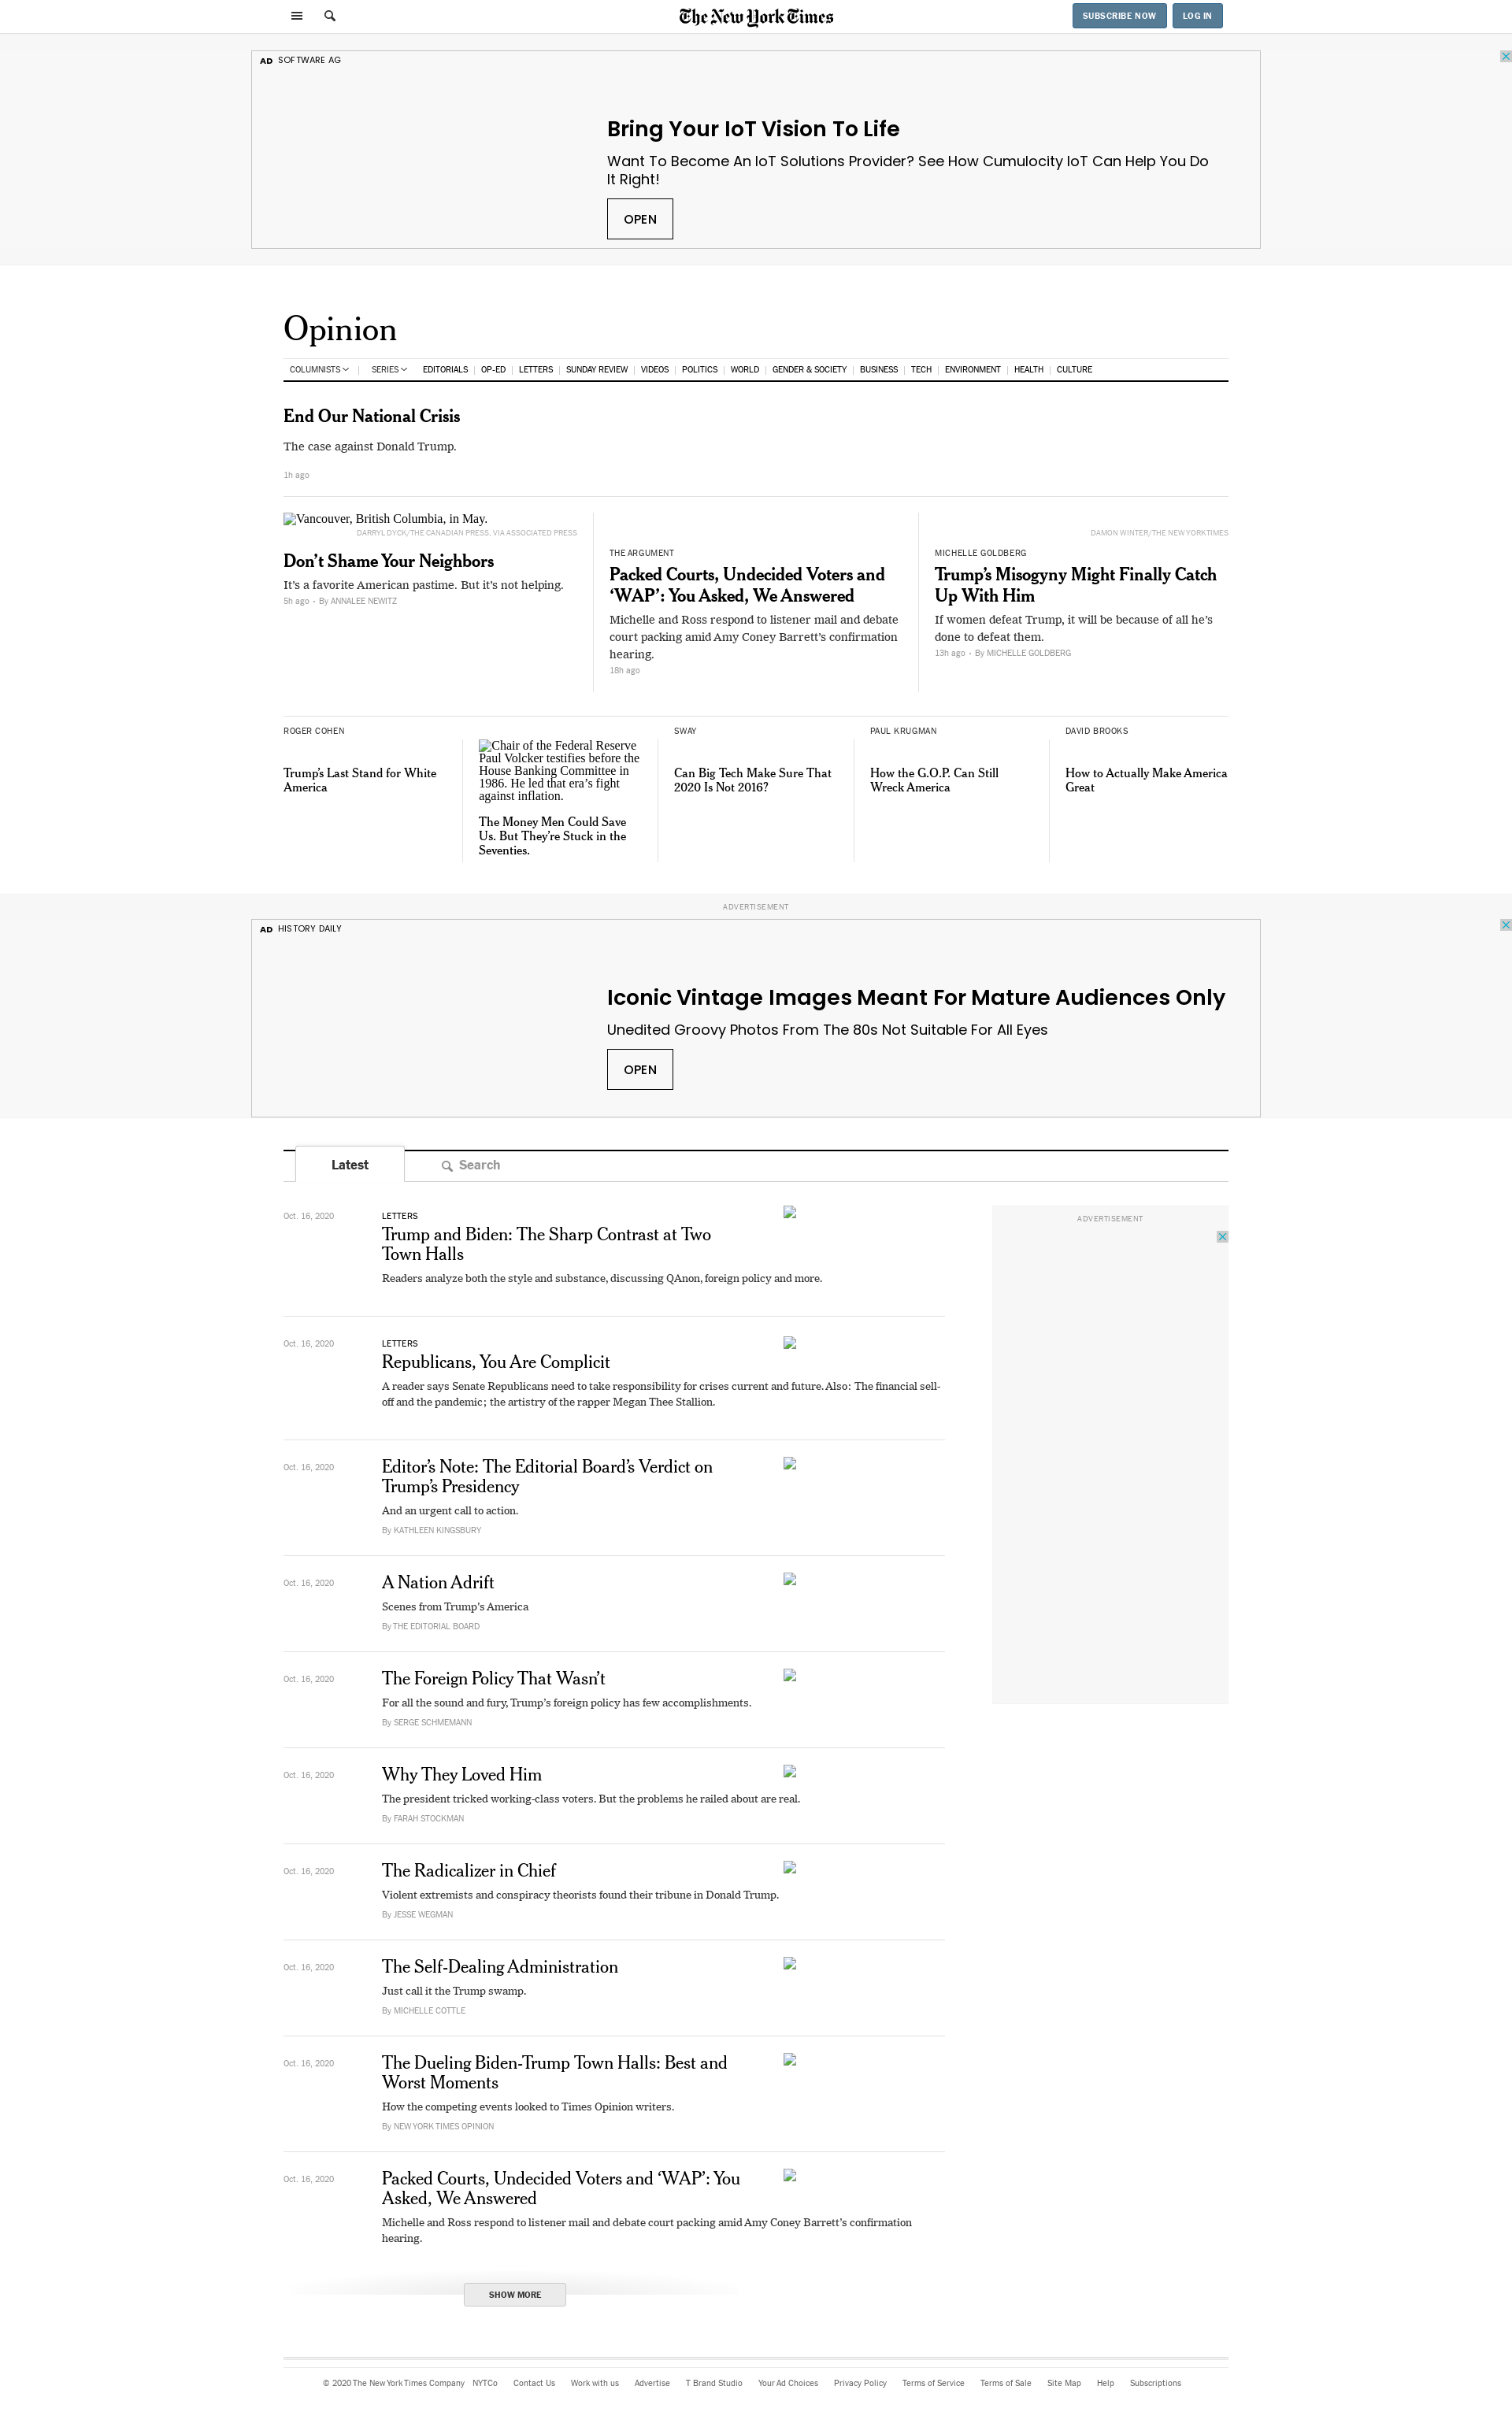 The New York Times
SUBSCRIBE NOW
LOG IN
AD SOFTWARE AG
Bring Your IoT Vision To Life
Want To Become An IoT Solutions Provider? See How Cumulocity IoT Can Help You Do
It Right!
OPEN
Opinion
COLUMNISTS
SERIES
EDITORIALS
OP-ED
LETTERS
SUNDAY REVIEW
VIDEOS
POLITICS
WORLD
GENDER & SOCIETY
BUSINESS
TECH
ENVIRONMENT
HEALTH
CULTURE
End Our National Crisis
The case against Donald Trump.
1h ago
Vancouver, British Columbia, in May.
DARRYL DYCK/THE CANADIAN PRESS, VIA ASSOCIATED PRESS
Don’t Shame Your Neighbors
It’s a favorite American pastime. But it’s not helping.
5h ago • By ANNALEE NEWITZ
THE ARGUMENT
Packed Courts, Undecided Voters and
‘WAP’: You Asked, We Answered
Michelle and Ross respond to listener mail and debate
court packing amid Amy Coney Barrett’s confirmation
hearing.
18h ago
DAMON WINTER/THE NEW YORK TIMES
MICHELLE GOLDBERG
Trump’s Misogyny Might Finally Catch
Up With Him
If women defeat Trump, it will be because of all he’s
done to defeat them.
13h ago • By MICHELLE GOLDBERG
ROGER COHEN
Trump’s Last Stand for White
America
Chair of the Federal Reserve
Paul Volcker testifies before the
House Banking Committee in
1986. He led that era’s fight
against inflation.
The Money Men Could Save
Us. But They’re Stuck in the
Seventies.
SWAY
Can Big Tech Make Sure That
2020 Is Not 2016?
PAUL KRUGMAN
How the G.O.P. Can Still
Wreck America
DAVID BROOKS
How to Actually Make America
Great
ADVERTISEMENT
AD HISTORY DAILY
Iconic Vintage Images Meant For Mature Audiences Only
Unedited Groovy Photos From The 80s Not Suitable For All Eyes
OPEN
Latest
Search
ADVERTISEMENT
Oct. 16, 2020
LETTERS
Trump and Biden: The Sharp Contrast at Two
Town Halls
Readers analyze both the style and substance, discussing QAnon, foreign policy and more.
Oct. 16, 2020
LETTERS
Republicans, You Are Complicit
A reader says Senate Republicans need to take responsibility for crises current and future. Also: The financial sell-
off and the pandemic; the artistry of the rapper Megan Thee Stallion.
Oct. 16, 2020
Editor’s Note: The Editorial Board’s Verdict on
Trump’s Presidency
And an urgent call to action.
By KATHLEEN KINGSBURY
Oct. 16, 2020
A Nation Adrift
Scenes from Trump’s America
By THE EDITORIAL BOARD
Oct. 16, 2020
The Foreign Policy That Wasn’t
For all the sound and fury, Trump’s foreign policy has few accomplishments.
By SERGE SCHMEMANN
Oct. 16, 2020
Why They Loved Him
The president tricked working-class voters. But the problems he railed about are real.
By FARAH STOCKMAN
Oct. 16, 2020
The Radicalizer in Chief
Violent extremists and conspiracy theorists found their tribune in Donald Trump.
By JESSE WEGMAN
Oct. 16, 2020
The Self-Dealing Administration
Just call it the Trump swamp.
By MICHELLE COTTLE
Oct. 16, 2020
The Dueling Biden-Trump Town Halls: Best and
Worst Moments
How the competing events looked to Times Opinion writers.
By NEW YORK TIMES OPINION
Oct. 16, 2020
Packed Courts, Undecided Voters and ‘WAP’: You
Asked, We Answered
Michelle and Ross respond to listener mail and debate court packing amid Amy Coney Barrett’s confirmation
hearing.
SHOW MORE
© 2020 The New York Times Company NYTCo Contact Us Work with us Advertise T Brand Studio Your Ad Choices Privacy Policy Terms of Service Terms of Sale Site Map Help Subscriptions